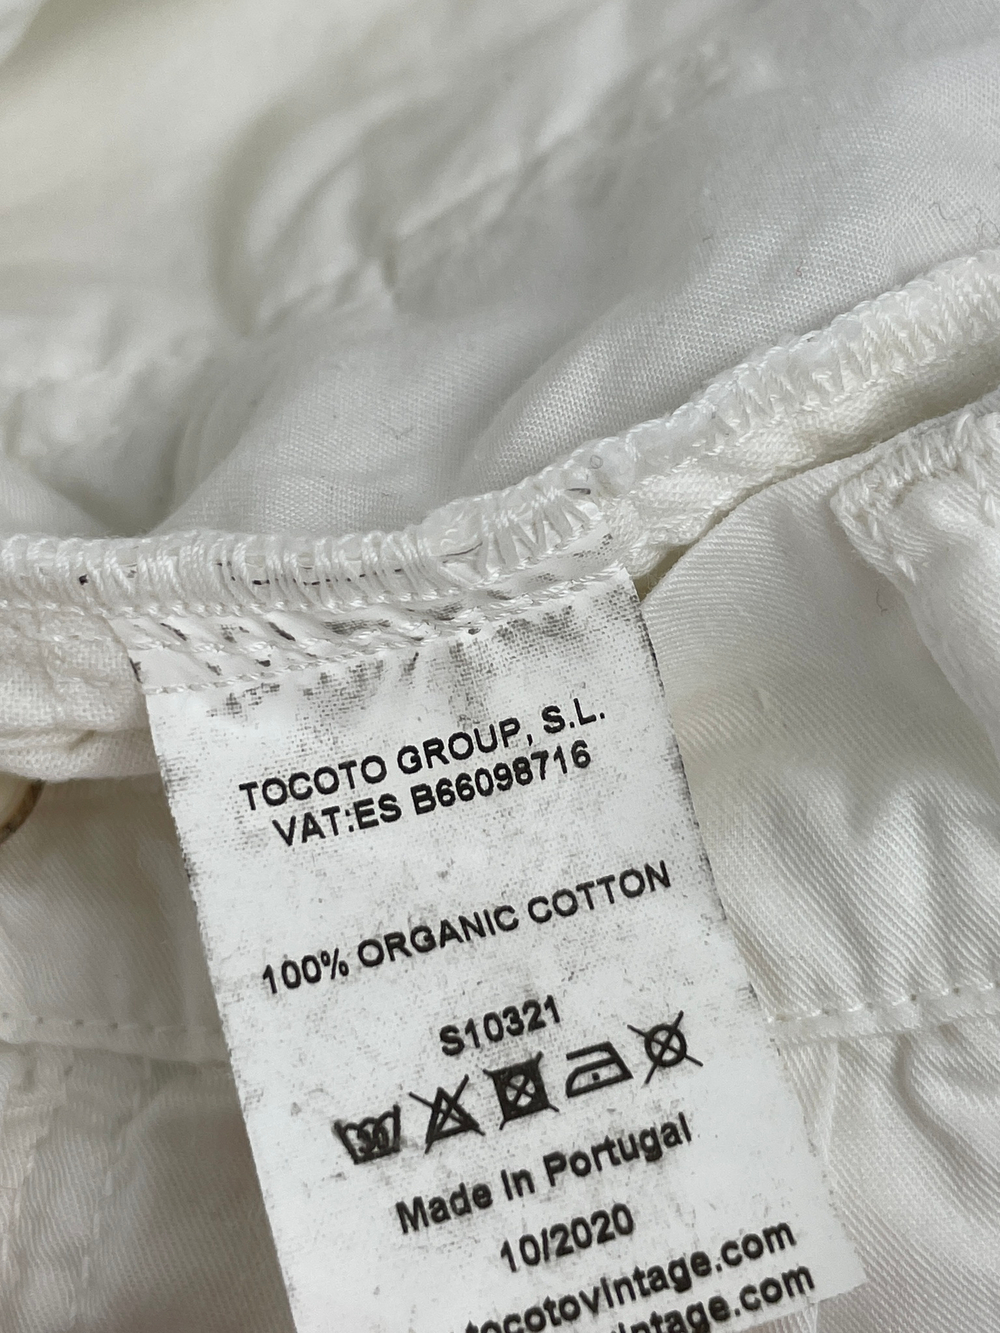 TOCOTO GROUP, S.L.
VAT:ES B66098716
100% ORGANIC COTTON
S10321
Made In Portugal
10/2020
tocotovintage.com